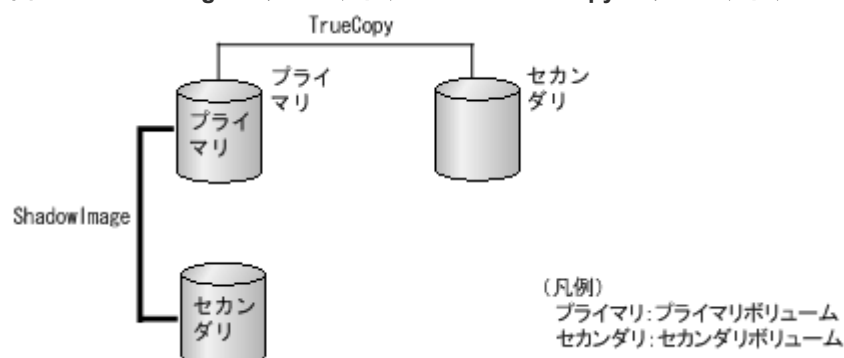 TrueCopy
プライ
マリ
セカン
ダリ
プライ
マリ
ShadowImage
セカン
ダリ
(凡例)
プライマリ:プライマリボリューム
セカンダリ:セカンダリボリューム